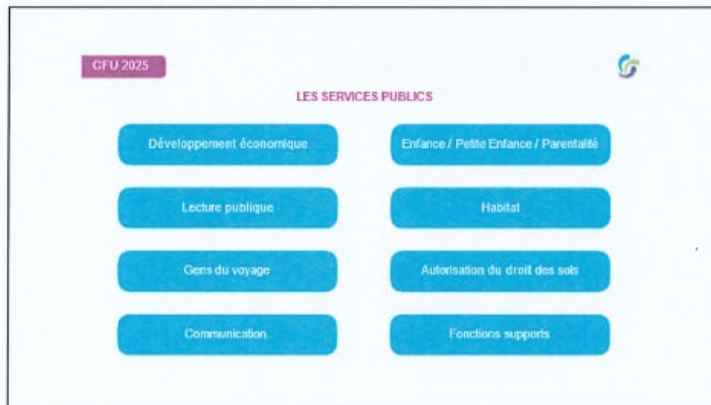 CFU 2025
LES SERVICES PUBLICS
Développement économique
Enfance / Petite Enfance / Parentalité
Lecture publique
Habitat
Gens du voyage
Autorisation du droit des sols
Communication
Fonctions supports